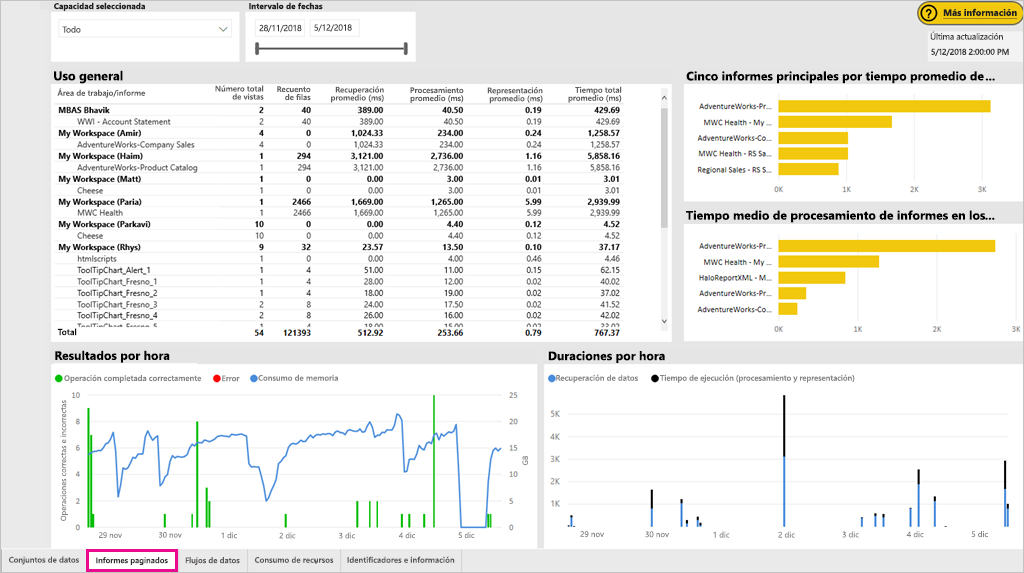 Capacidad seleccionada
Todo
Intervalo de fechas
28/11/2018 5/12/2018
? Más información
Última actualización
5/12/2018 2:00:00 PM
Uso general
Área de trabajo/informe Número total de vistas Recuento de filas Recuperación promedio (ms) Procesamiento promedio (ms) Representación promedio (ms) Tiempo total promedio (ms)
MBAS Bhavik 2 40 389.00 40.50 0.19 429.69
WWI - Account Statement 2 40 389.00 40.50 0.19 429.69
My Workspace (Amir) 4 0 1,024.33 234.00 0.24 1,258.57
AdventureWorks-Company Sales 4 0 1,024.33 234.00 0.24 1,258.57
My Workspace (Haim) 1 294 3,121.00 2,736.00 1.16 5,858.16
AdventureWorks-Product Catalog 1 294 3,121.00 2,736.00 1.16 5,858.16
My Workspace (Matt) 1 0 0.00 3.00 0.01 3.01
Cheese 1 0 0.00 3.00 0.01 3.01
My Workspace (Paria) 1 2466 1,669.00 1,265.00 5.99 2,939.99
MWC Health 1 2466 1,669.00 1,265.00 5.99 2,939.99
My Workspace (Parkavi) 10 0 0.00 4.40 0.12 4.52
Cheese 10 0 0.00 4.40 0.12 4.52
My Workspace (Rhys) 9 32 23.57 13.50 0.10 37.17
htmlscripts 1 0 0.00 4.00 0.46 4.46
ToolTipChart_Alert_1 1 4 51.00 11.00 0.15 62.15
ToolTipChart_Fresno_1 1 4 28.00 12.00 0.02 40.02
ToolTipChart_Fresno_2 1 4 18.00 19.00 0.02 37.02
ToolTipChart_Fresno_3 2 8 24.00 17.50 0.02 41.52
ToolTipChart_Fresno_4 2 8 26.00 16.00 0.02 42.02
ToolTipChart_Fresno_5 1 4 18.00 15.00 0.02 33.02
Total 54 121393 512.92 253.66 0.79 767.37
Cinco informes principales por tiempo promedio de...
AdventureWorks-Pr...
MWC Health - My ...
AdventureWorks-Co...
MWC Health - RS Sa...
Regional Sales - RS S...
0K 1K 2K 3K
Tiempo medio de procesamiento de informes en los...
AdventureWorks-Pr...
MWC Health - My ...
HaloReportXML - M...
AdventureWorks-Pr...
AdventureWorks-Co...
0K 1K 2K 3K
Resultados por hora
Operación completada correctamente Error Consumo de memoria
Operaciones correctas e incorrectas
10
8
6
4
2
0
25
20
15
10
5
0
GB
29 nov 30 nov 1 dic 2 dic 3 dic 4 dic 5 dic
Duraciones por hora
Recuperación de datos Tiempo de ejecución (procesamiento y representación)
5K
4K
3K
2K
1K
29 nov 30 nov 1 dic 2 dic 3 dic 4 dic 5 dic
Conjuntos de datos Informes paginados Flujos de datos Consumo de recursos Identificadores e información